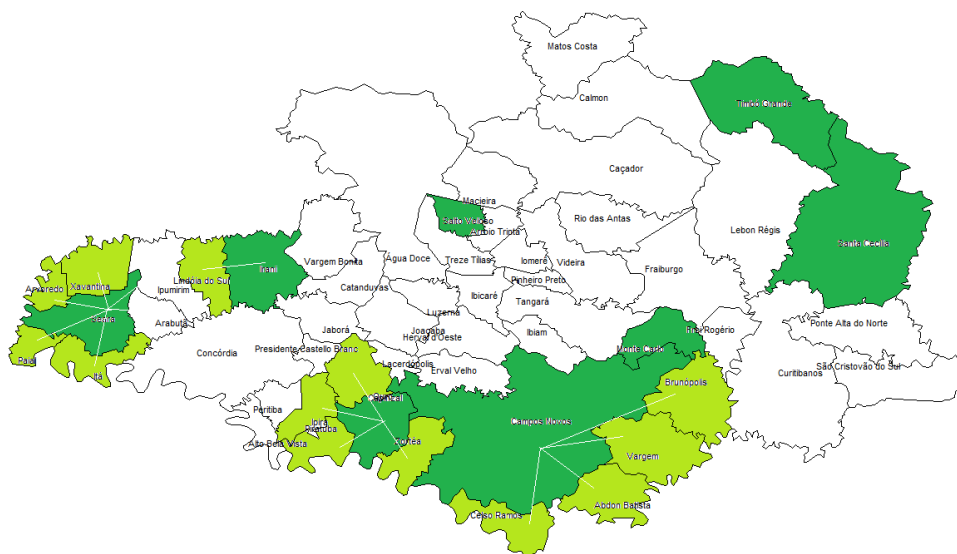 Matos Costa
Calmon
Timbó Grande
Caçador
Macieira
Salto Veloso
Arroio Trinta
Rio das Antas
Lebon Régis
Santa Cecília
Vargem Bonita
Água Doce
Treze Tílias
Iomerê
Videira
Fraiburgo
Irani
Lindóia do Sul
Ipumirim
Xavantina
Arvoredo
Seara
Arabutã
Paial
Itá
Concórdia
Catanduvas
Ibicaré
Pinheiro Preto
Tangará
Luzerna
Jaborá
Joaçaba
Herval d'Oeste
Ibiam
Presidente Castello Branco
Lacerdópolis
Erval Velho
Monte Carlo
Frei Rogério
Ponte Alta do Norte
São Cristovão do Sul
Curitibanos
Brunópolis
Peritiba
Ipira
Piratuba
Alto Bela Vista
Campos Novos
Vargem
Abdon Batista
Celso Ramos